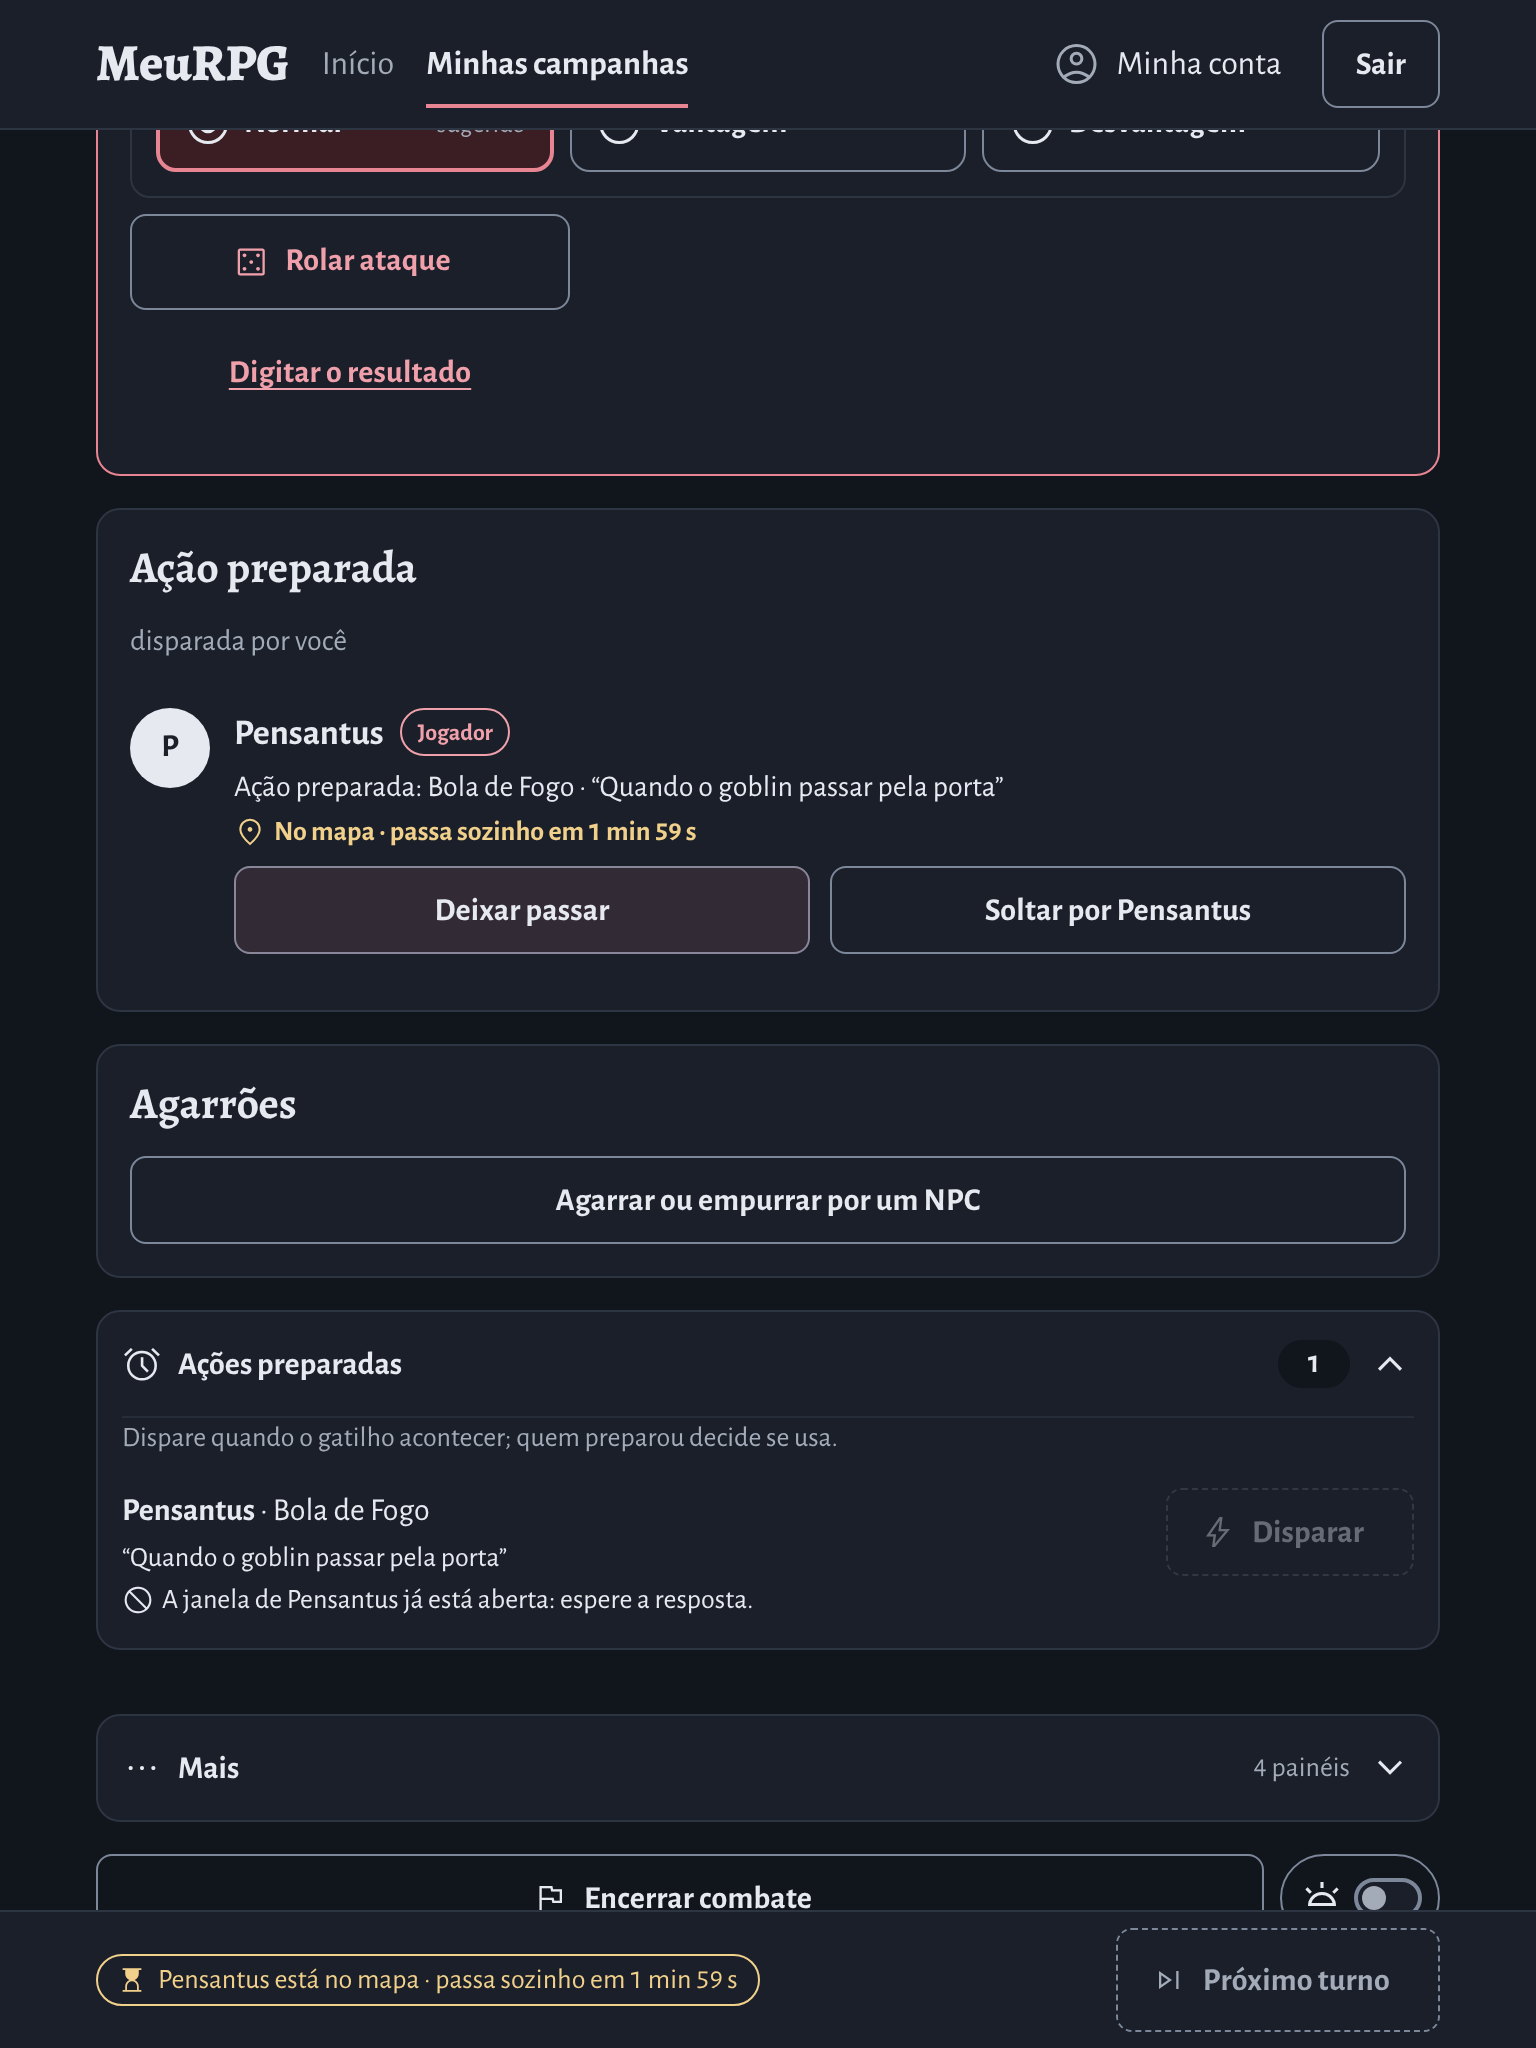 MeuRPG
Início
Minhas campanhas
Minha conta
Sair
Normal
sugerido
Vantagem
Desvantagem
Rolar ataque
Digitar o resultado
Ação preparada
disparada por você
P
Pensantus
Jogador
Ação preparada: Bola de Fogo · “Quando o goblin passar pela porta”
No mapa · passa sozinho em 1 min 59 s
Deixar passar
Soltar por Pensantus
Agarrões
Agarrar ou empurrar por um NPC
Ações preparadas
1
Dispare quando o gatilho acontecer; quem preparou decide se usa.
Pensantus · Bola de Fogo
Disparar
“Quando o goblin passar pela porta”
A janela de Pensantus já está aberta: espere a resposta.
Mais
4 painéis
Encerrar combate
Pensantus está no mapa · passa sozinho em 1 min 59 s
Próximo turno